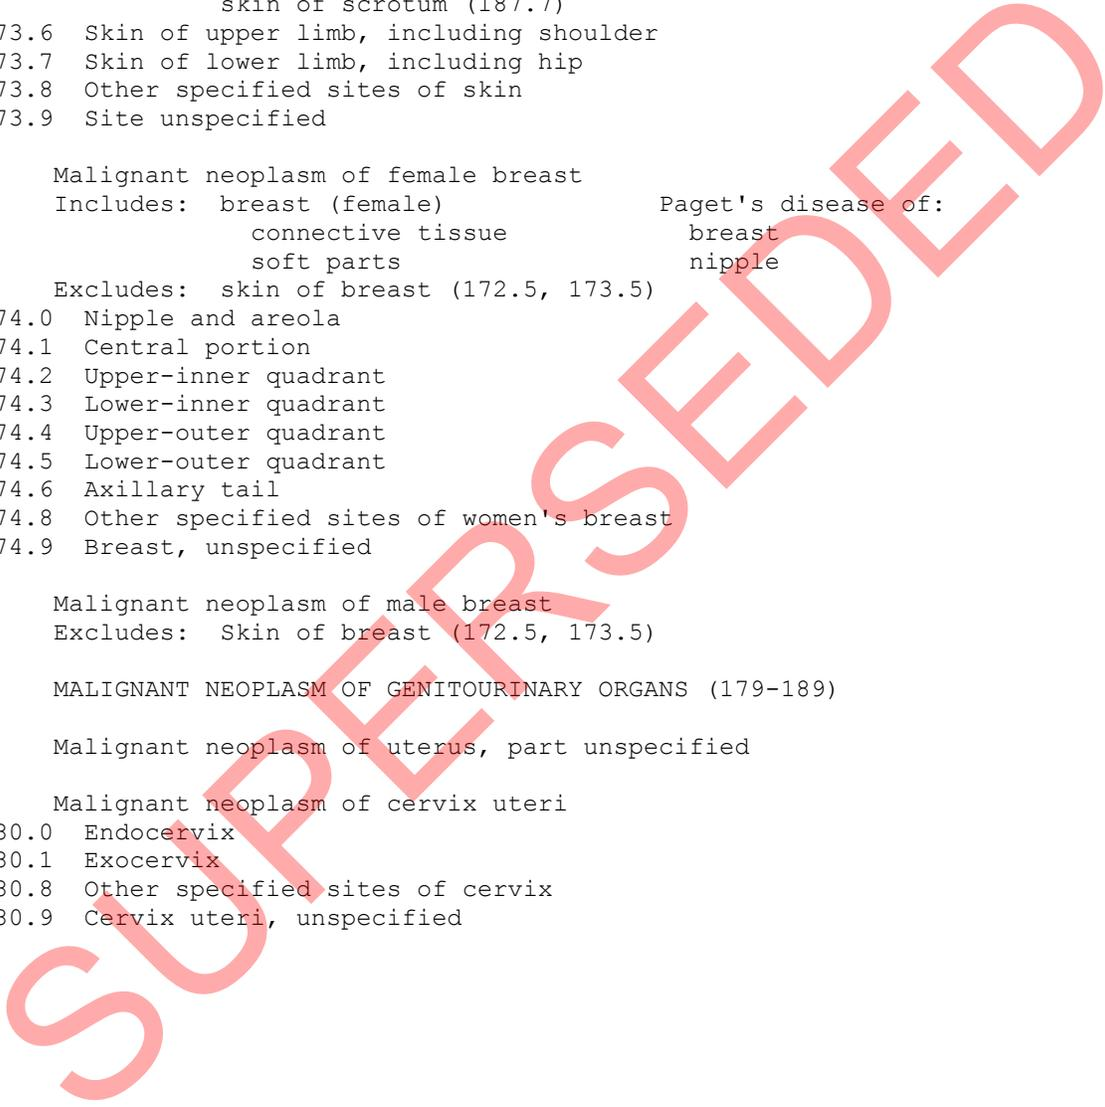 skin of scrotum (187.7)
73.6 Skin of upper limb, including shoulder
73.7 Skin of lower limb, including hip
73.8 Other specified sites of skin
73.9 Site unspecified
Malignant neoplasm of female breast
Includes: breast (female) Paget's disease of:
connective tissue breast
soft parts nipple
Excludes: skin of breast (172.5, 173.5)
74.0 Nipple and areola
74.1 Central portion
74.2 Upper-inner quadrant
74.3 Lower-inner quadrant
74.4 Upper-outer quadrant
74.5 Lower-outer quadrant
74.6 Axillary tail
74.8 Other specified sites of women's breast
74.9 Breast, unspecified
Malignant neoplasm of male breast
Excludes: Skin of breast (172.5, 173.5)
MALIGNANT NEOPLASM OF GENITOURINARY ORGANS (179-189)
Malignant neoplasm of uterus, part unspecified
Malignant neoplasm of cervix uteri
80.0 Endocervix
80.1 Exocervix
80.8 Other specified sites of cervix
80.9 Cervix uteri, unspecified
SUPERSEDED